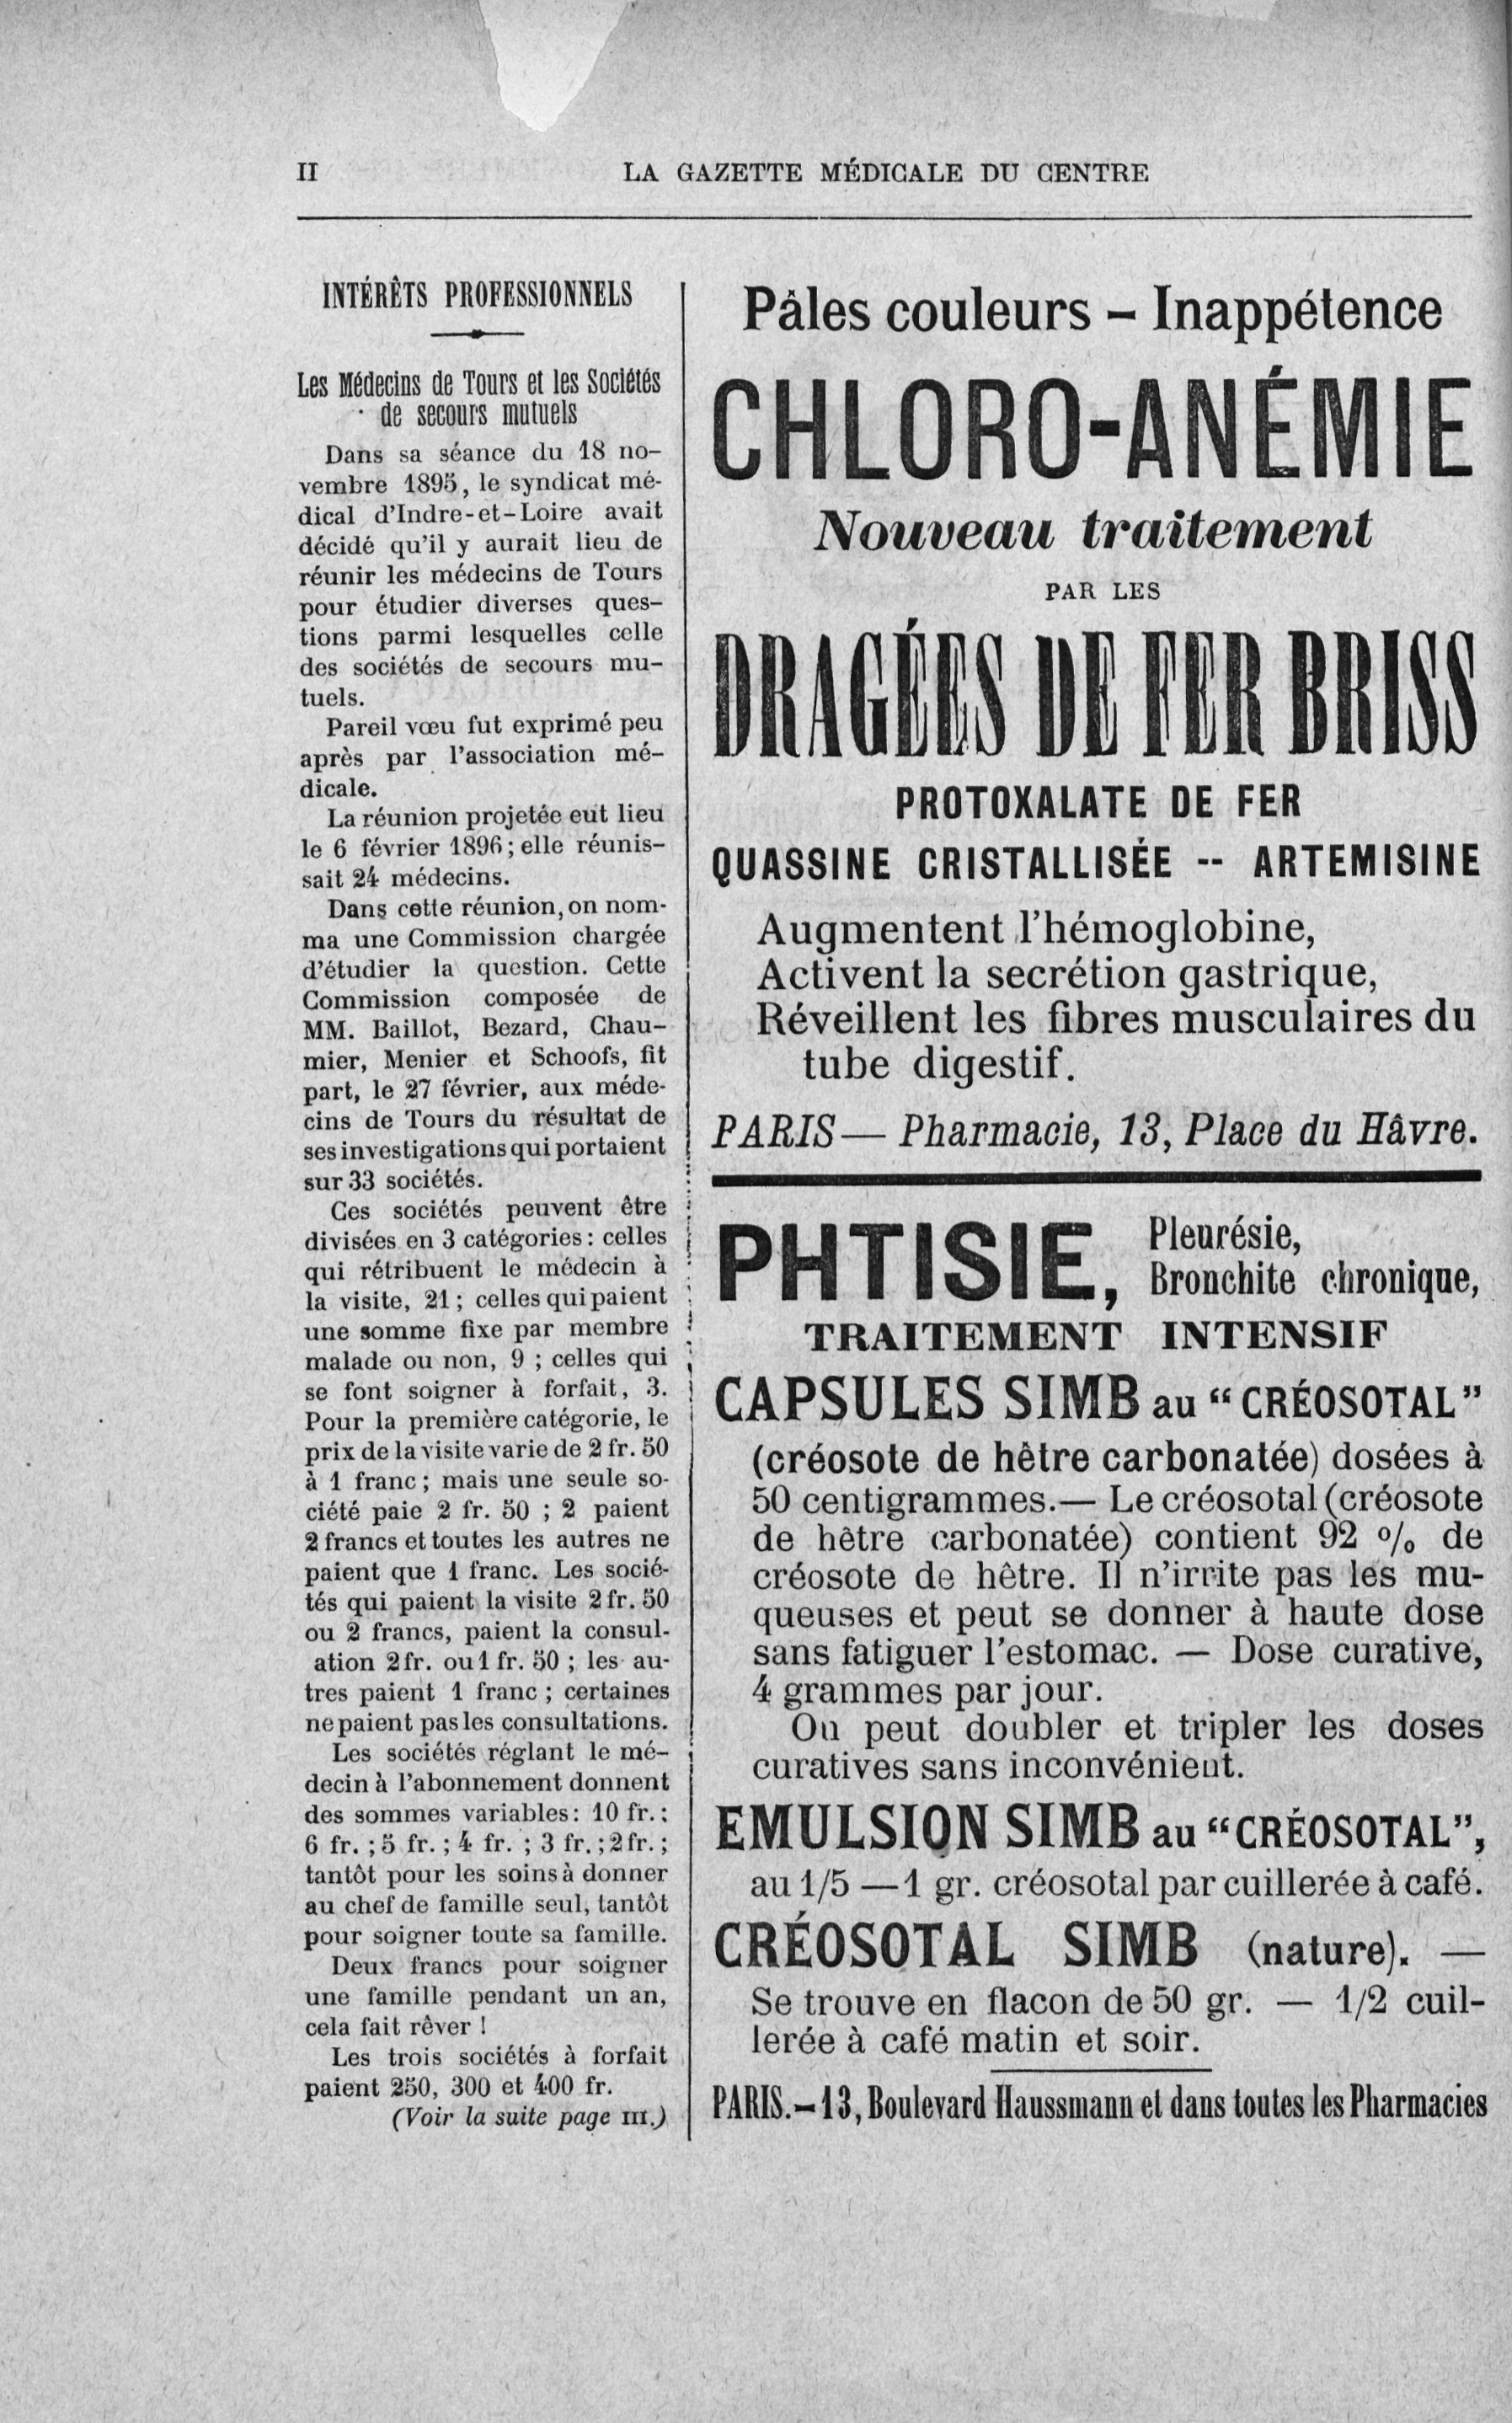 II
LA GAZETTE MÉDICALE DU CENTRE
INTÉRÊTS PROFESSIONNELS
Les Médecins de Tours et les Sociétés
de secours mutuels
Dans sa séance du 18 no-
vembre 1895, le syndicat mé-
dical d'Indre-et-Loire avait
décidé qu'il y aurait lieu de
réunir les médecins de Tours
pour étudier diverses ques-
tions parmi lesquelles celle
des sociétés de secours mu-
tuels.
Pareil vœu fut exprimé peu
après par l'association mé-
dicale.
La réunion projetée eut lieu
le 6 février 1896 ; elle réunis-
sait 24 médecins.
Dans cette réunion, on nom-
ma une Commission chargée
d'étudier la question. Cette
Commission composée de
MM. Baillot, Bezard, Chau-
mier, Menier et Schoofs, fit
part, le 27 février, aux méde-
cins de Tours du résultat de
ses investigations qui portaient
sur 33 sociétés.
Ces sociétés peuvent être
divisées en 3 catégories : celles
qui rétribuent le médecin à
la visite, 21 ; celles qui paient
une somme fixe par membre
malade ou non, 9 ; celles qui
se font soigner à forfait, 3.
Pour la première catégorie, le
prix de la visite varie de 2 fr. 50
à 1 franc ; mais une seule so-
ciété paie 2 fr. 50 ; 2 paient
2 francs et toutes les autres ne
paient que 1 franc. Les socié-
tés qui paient la visite 2 fr. 50
ou 2 francs, paient la consul-
ation 2 fr. ou 1 fr. 50 ; les au-
tres paient 1 franc ; certaines
ne paient pas les consultations.
Les sociétés réglant le mé-
decin à l'abonnement donnent
des sommes variables : 10 fr. :
6 fr. ; 5 fr. ; 4 fr. ; 3 fr. ; 2 fr. ;
tantôt pour les soins à donner
au chef de famille seul, tantôt
pour soigner toute sa famille.
Deux francs pour soigner
une famille pendant un an,
cela fait rêver !
Les trois sociétés à forfait
paient 250, 300 et 400 fr.
(Voir la suite page III.)
Pâles couleurs – Inappétence
CHLORO-ANÉMIE
Nouveau traitement
PAR LES
DRAGÉES DE FER BRISS
PROTOXALATE DE FER
QUASSINE CRISTALLISÉE -- ARTEMISINE
Augmentent l'hémoglobine,
Activent la secrétion gastrique,
Réveillent les fibres musculaires du
tube digestif.
PARIS — Pharmacie, 13, Place du Hâvre.
PHTISIE, Pleurésie,
Bronchite chronique,
TRAITEMENT INTENSIF
CAPSULES SIMB au “ CRÉOSOTAL ”
(créosote de hêtre carbonatée) dosées à
50 centigrammes.— Le créosotal (créosote
de hêtre carbonatée) contient 92 % de
créosote de hêtre. Il n'irrite pas les mu-
queuses et peut se donner à haute dose
sans fatiguer l'estomac. — Dose curative,
4 grammes par jour.
On peut doubler et tripler les doses
curatives sans inconvénient.
EMULSION SIMB au “CRÉOSOTAL”,
au 1/5 — 1 gr. créosotal par cuillerée à café.
CRÉOSOTAL SIMB (nature). —
Se trouve en flacon de 50 gr. — 1/2 cuil-
lerée à café matin et soir.
PARIS.— 13, Boulevard Haussmann et dans toutes les Pharmacies